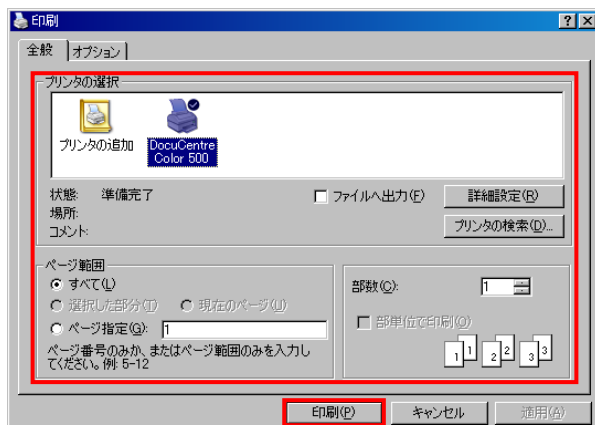 印刷
全般 オプション
プリンタの選択
プリンタの追加
DocuCentre
Color 500
状態: 準備完了
場所:
コメント:
ファイルへ出力(F)
詳細設定(R)
プリンタの検索(D)...
ページ範囲
すべて(L)
選択した部分(T) 現在のページ(U)
ページ指定(G): 1
ページ番号のみか、またはページ範囲のみを入力し
てください。例: 5-12
部数(C): 1
部単位で印刷(O)
1 1 2 2 3 3
印刷(P) キャンセル 適用(A)